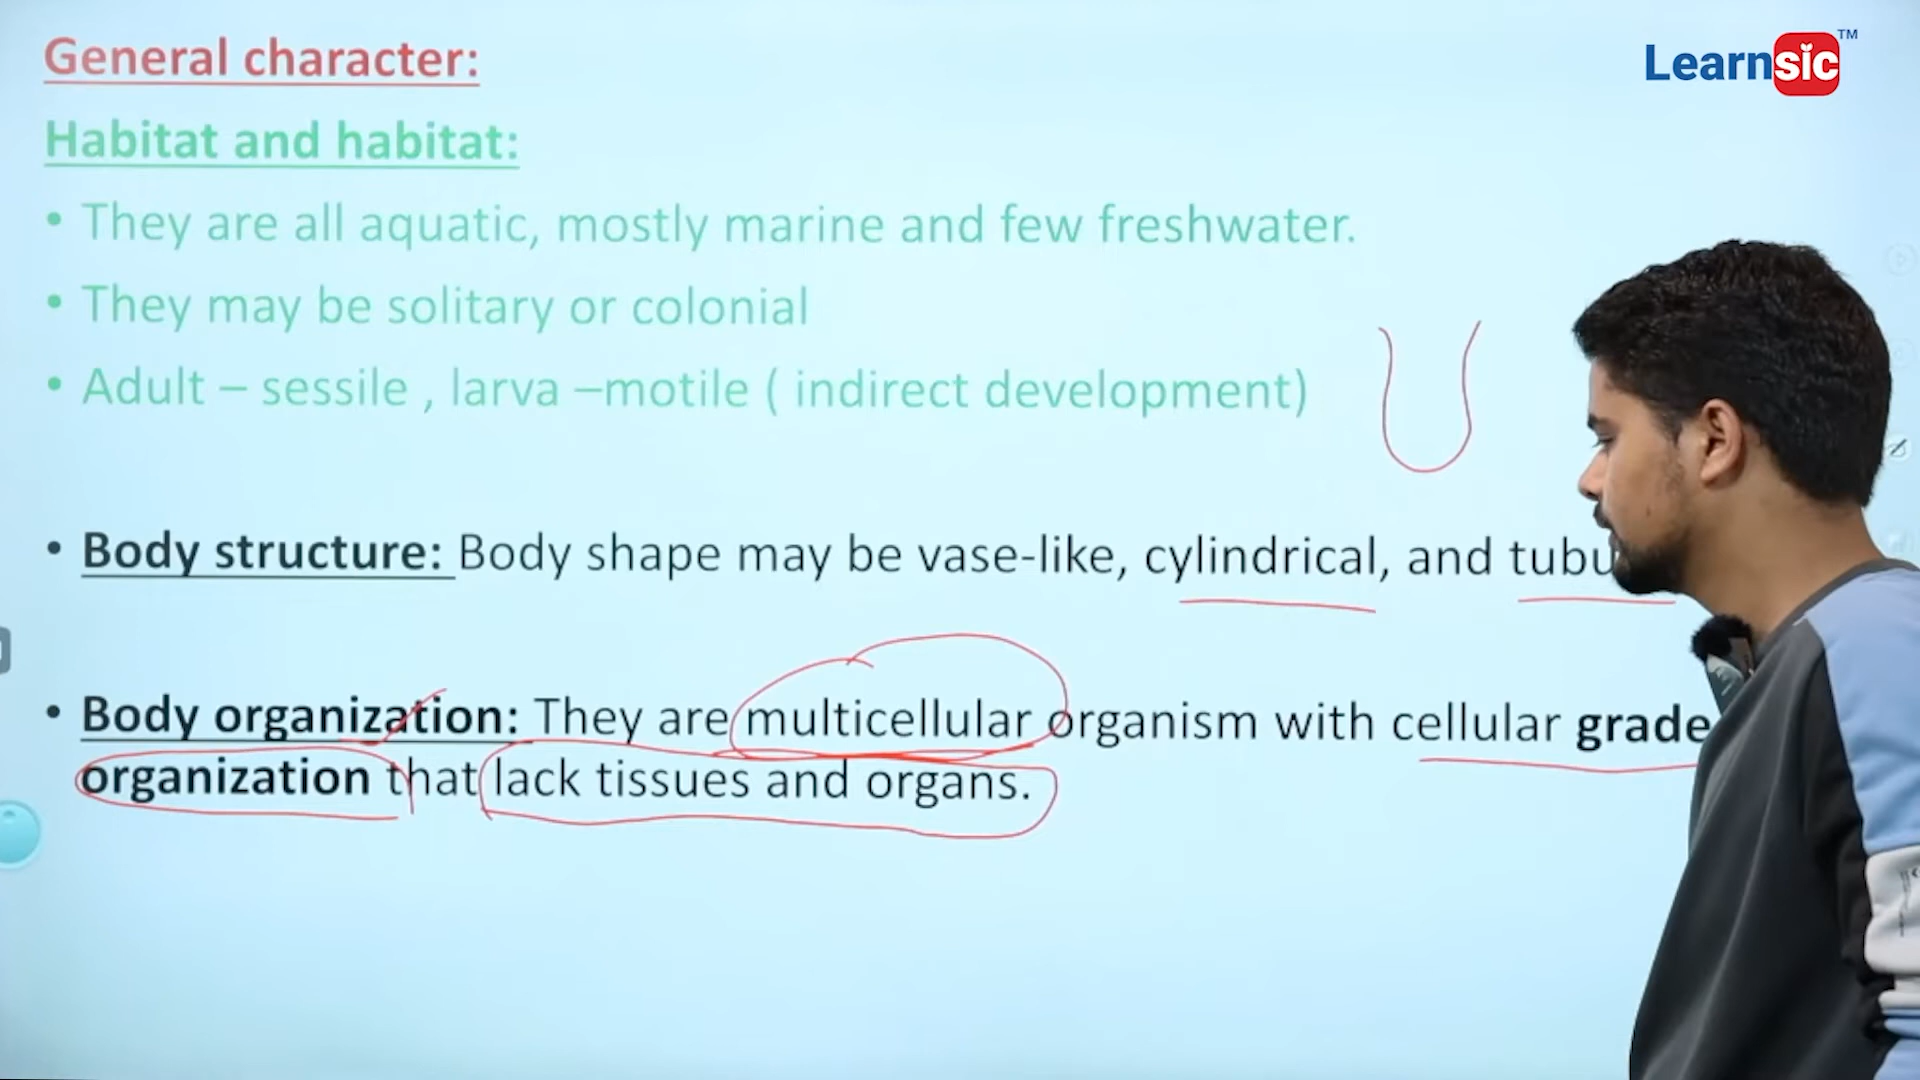 General character:
Learnsic™
Habitat and habitat:
• They are all aquatic, mostly marine and few freshwater.
• They may be solitary or colonial
• Adult – sessile , larva –motile ( indirect development)
• Body structure: Body shape may be vase-like, cylindrical, and
• Body organization: They are multicellular organism with cellular grade
organization that lack tissues and organs.